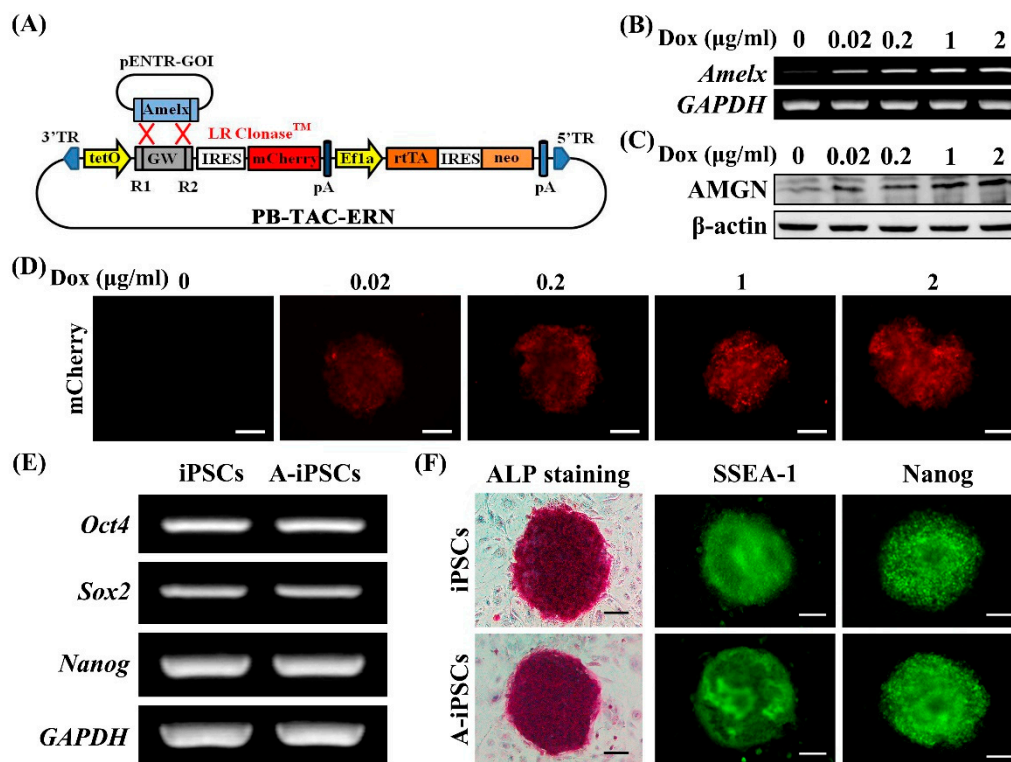 (A)
pENTR-GOI
Amelx
3'TR
LR Clonase™
5'TR
tetO GW IRES mCherry Ef1a rtTA IRES neo
R1 R2 pA pA
PB-TAC-ERN
(B)
Dox (μg/ml) 0 0.02 0.2 1 2
Amelx
GAPDH
(C)
Dox (μg/ml) 0 0.02 0.2 1 2
AMGN
β-actin
(D)
Dox (μg/ml) 0 0.02 0.2 1 2
mCherry
(E)
iPSCs A-iPSCs
Oct4
Sox2
Nanog
GAPDH
(F)
ALP staining SSEA-1 Nanog
iPSCs
A-iPSCs